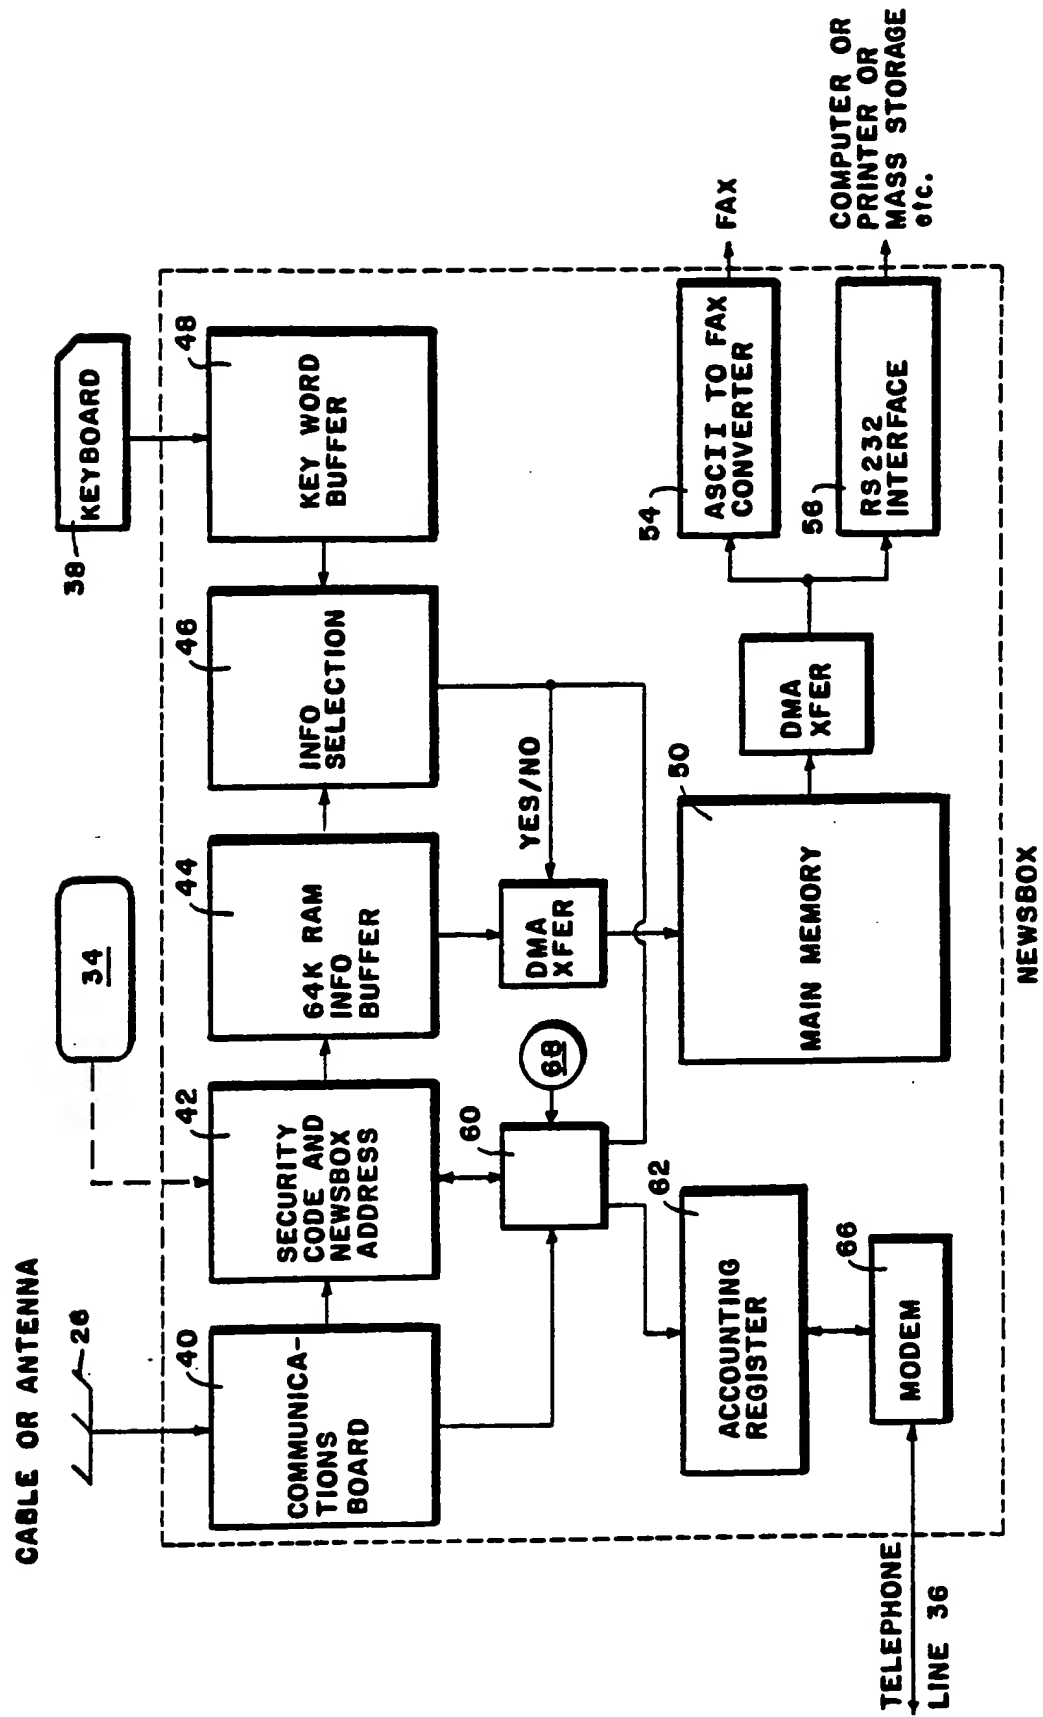 CABLE OR ANTENNA
26
34
38
KEYBOARD
40
COMMUNICA-
TIONS
BOARD
42
SECURITY
CODE AND
NEWSBOX
ADDRESS
44
64K RAM
INFO
BUFFER
46
INFO
SELECTION
48
KEY WORD
BUFFER
60
68
DMA
XFER
YES/NO
62
ACCOUNTING
REGISTER
66
MODEM
TELEPHONE
LINE 36
50
MAIN MEMORY
DMA
XFER
54
ASCII TO FAX
CONVERTER
FAX
56
RS232
INTERFACE
COMPUTER OR
PRINTER OR
MASS STORAGE
etc.
NEWSBOX